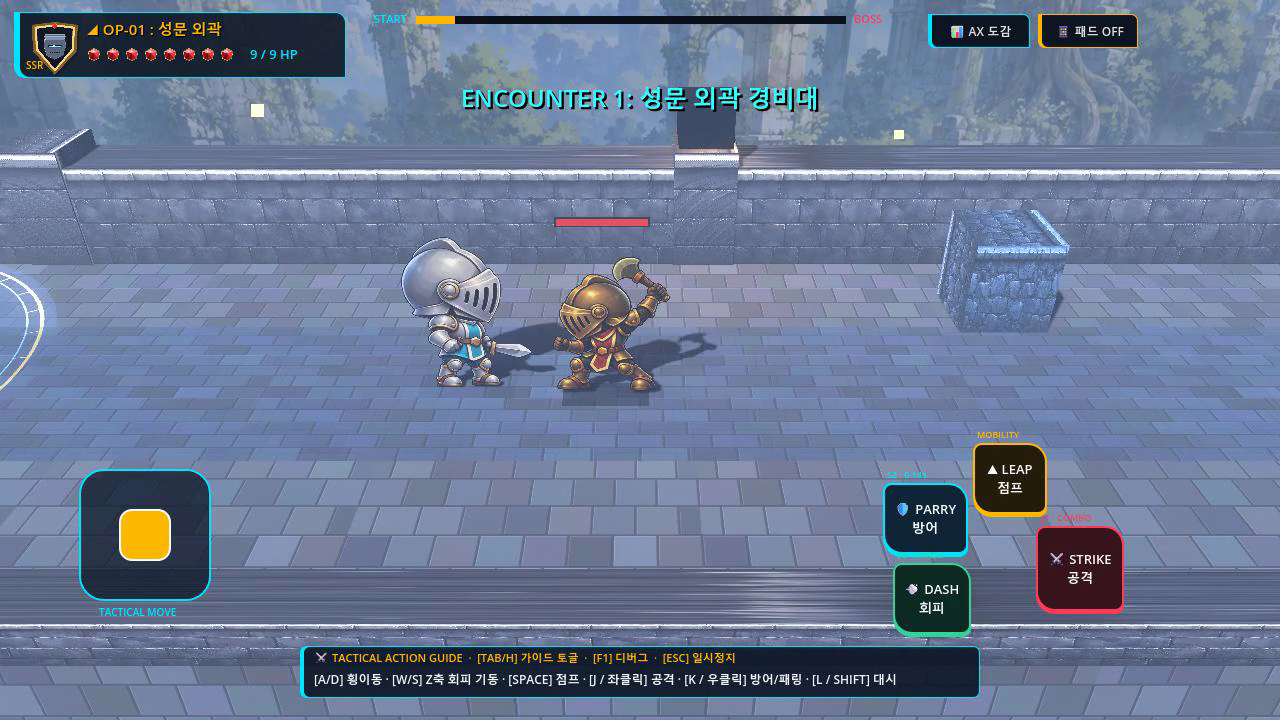 ◢ OP-01 : 성문 외곽
SSR
9 / 9 HP
START
BOSS
AX 도감
패드 OFF
ENCOUNTER 1: 성문 외곽 경비대
MOBILITY
▲ LEAP
점프
PARRY
방어
COMBO
STRIKE
공격
DASH
회피
TACTICAL MOVE
TACTICAL ACTION GUIDE · [TAB/H] 가이드 토글 · [F1] 디버그 · [ESC] 일시정지
[A/D] 횡이동 · [W/S] Z축 회피 기동 · [SPACE] 점프 · [J / 좌클릭] 공격 · [K / 우클릭] 방어/패링 · [L / SHIFT] 대시